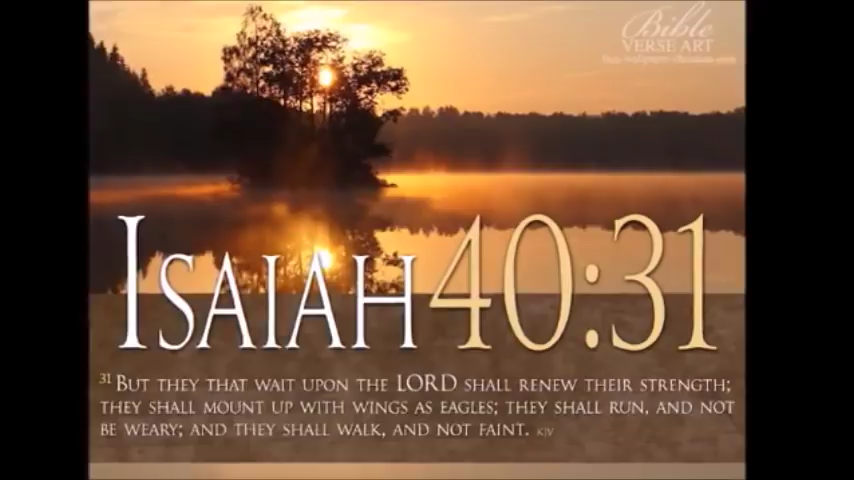 Bible
VERSE ART
ISAIAH 40:31
31 BUT THEY THAT WAIT UPON THE LORD SHALL RENEW THEIR STRENGTH;
THEY SHALL MOUNT UP WITH WINGS AS EAGLES; THEY SHALL RUN, AND NOT
BE WEARY; AND THEY SHALL WALK, AND NOT FAINT. KJV